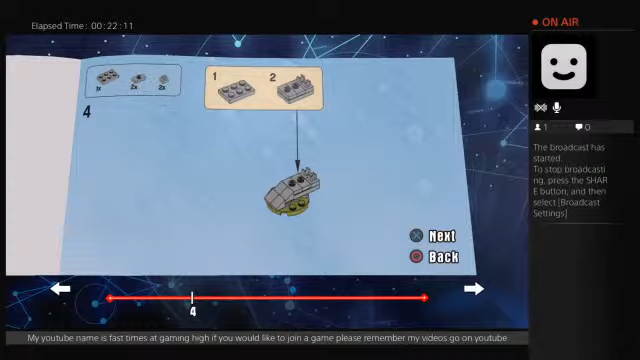 Elapsed Time : 00:22:11
ON AIR
1x 2x 2x
1 2
4
Next
Back
4
1 0
The broadcast has
started.
To stop broadcasti
ng, press the SHAR
E button, and then
select [Broadcast
Settings]
My youtube name is fast times at gaming high if you would like to join a game please remember my videos go on youtube